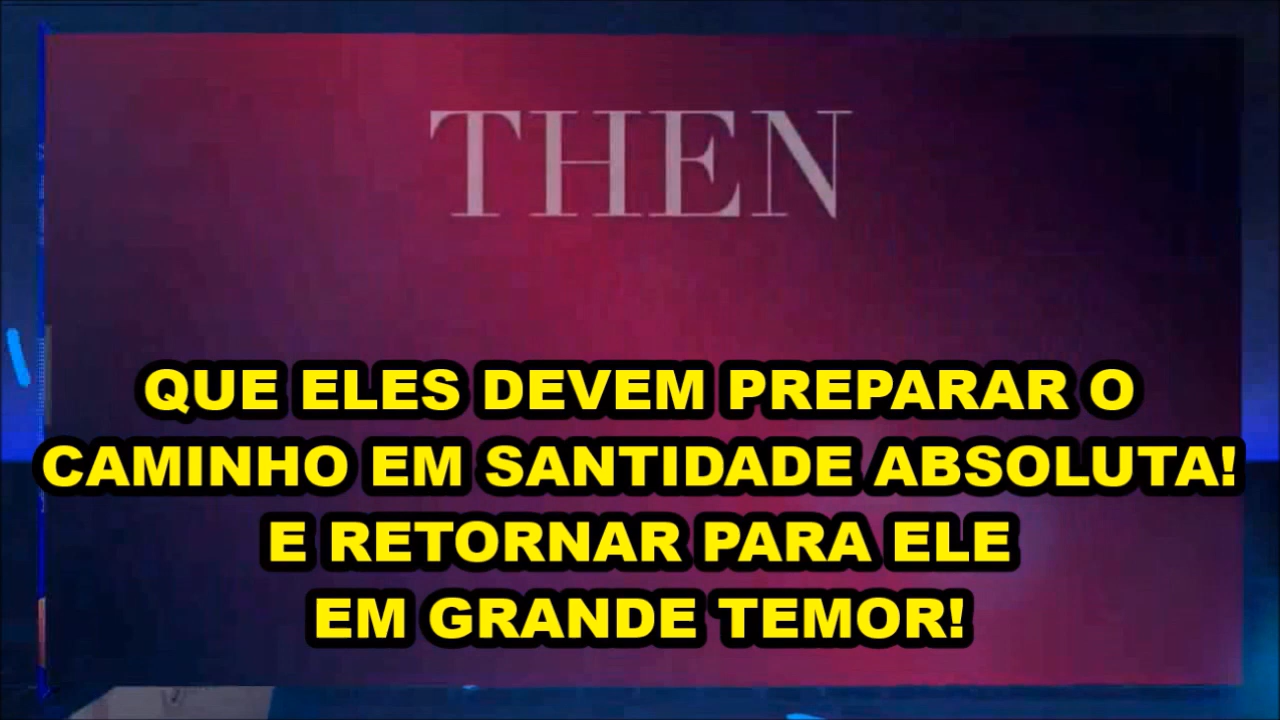 THEN
QUE ELES DEVEM PREPARAR O
CAMINHO EM SANTIDADE ABSOLUTA!
E RETORNAR PARA ELE
EM GRANDE TEMOR!